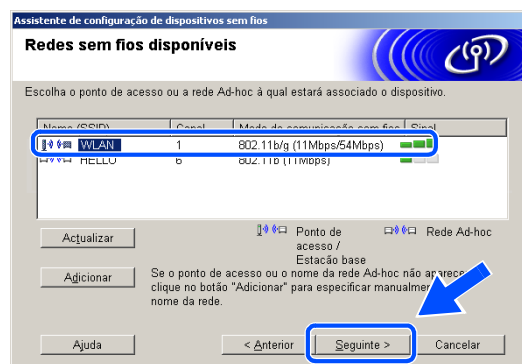 Assistente de configuração de dispositivos sem fios
Redes sem fios disponíveis
Escolha o ponto de acesso ou a rede Ad-hoc à qual estará associado o dispositivo.
Nome (SSID) Canal Modo de comunicação sem fios Sinal
WLAN 1 802.11b/g (11Mbps/54Mbps)
HELLO 6 802.11b (11Mbps)
Actualizar
Ponto de acesso / Estacão base
Rede Ad-hoc
Adicionar
Se o ponto de acesso ou o nome da rede Ad-hoc não aparece
clique no botão "Adicionar" para especificar manualme
nome da rede.
Ajuda < Anterior Seguinte > Cancelar